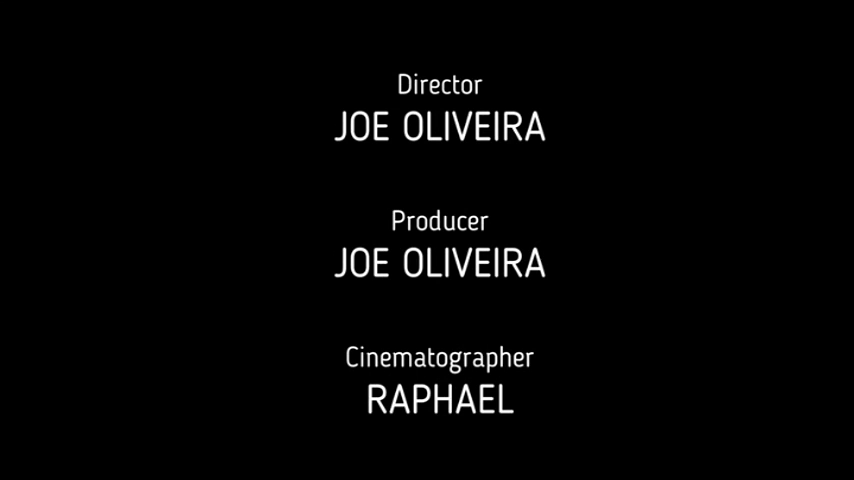 Director
JOE OLIVEIRA
Producer
JOE OLIVEIRA
Cinematographer
RAPHAEL